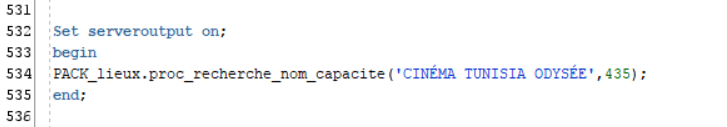 531
532 Set serveroutput on;
533 begin
534 PACK_lieux.proc_recherche_nom_capacite('CINÉMA TUNISIA ODYSÉE',435);
535 end;
536